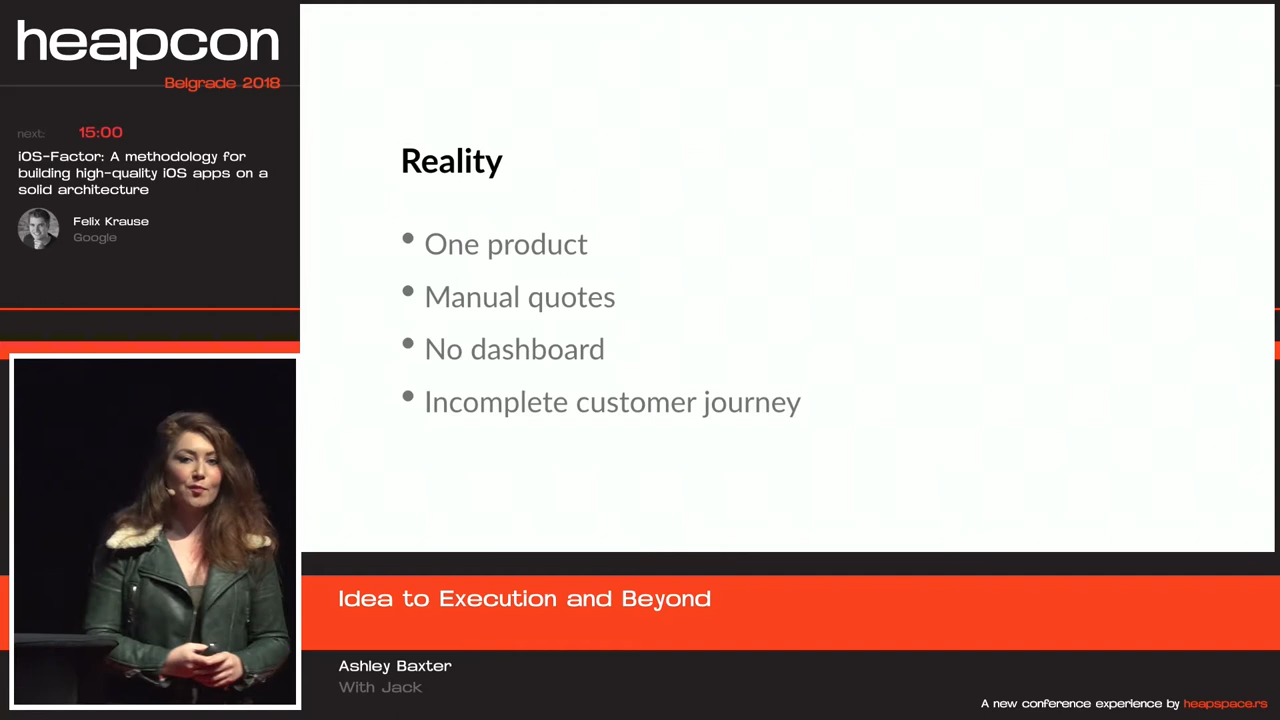 heapcon
Belgrade 2018
next: 15:00
iOS-Factor: A methodology for
building high-quality iOS apps on a
solid architecture
Felix Krause
Google
Reality
• One product
• Manual quotes
• No dashboard
• Incomplete customer journey
Idea to Execution and Beyond
Ashley Baxter
With Jack
A new conference experience by heapspace.rs